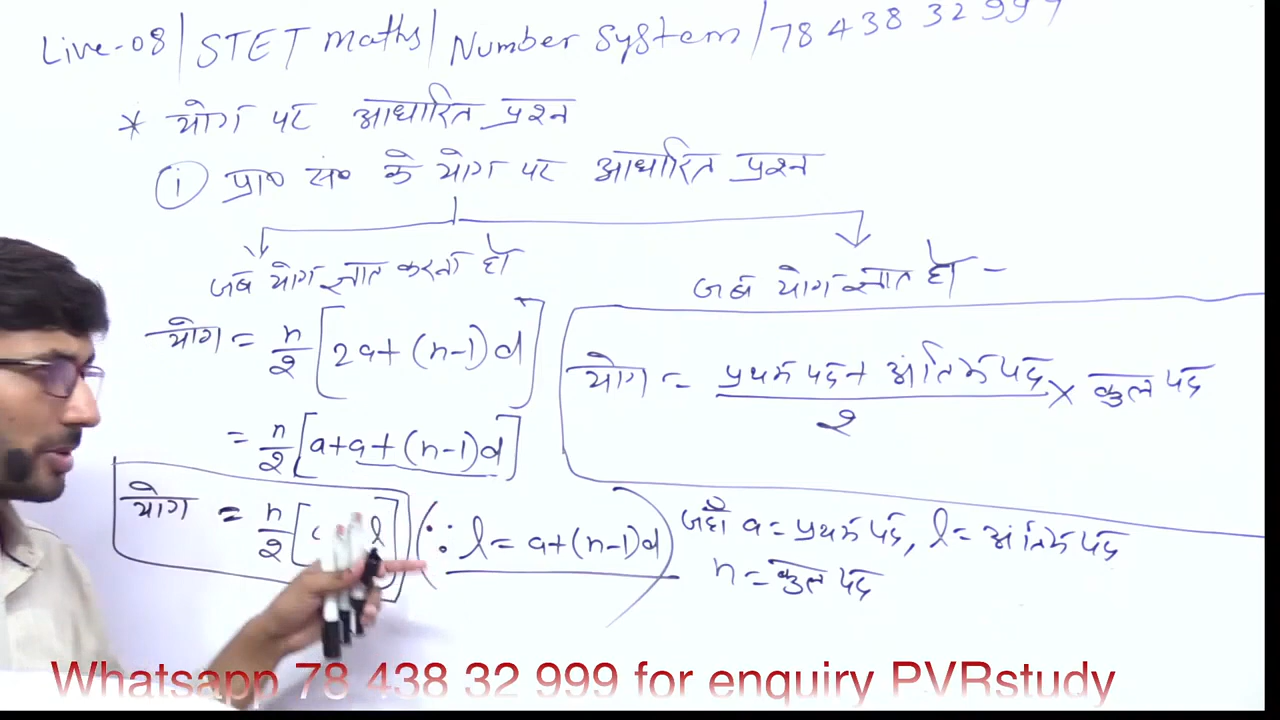 Live-08 / STET maths / Number System / 78 438 32 999
* योग पर आधारित प्रश्न
(i) प्रा० सं० के योग पर आधारित प्रश्न
जब योग ज्ञात करना हो
जब योग ज्ञात हो –
योग = n/2 [2a+(n-1)d]
= n/2 [a+a+(n-1)d]
योग = n/2 [ l] (∵ l = a+(n-1)d)
योग = प्रथम पद + अंतिम पद / 2 × कुल पद
जहाँ a = प्रथम पद, l = अंतिम पद
n = कुल पद
Whatsapp 78 438 32 999 for enquiry PVRstudy